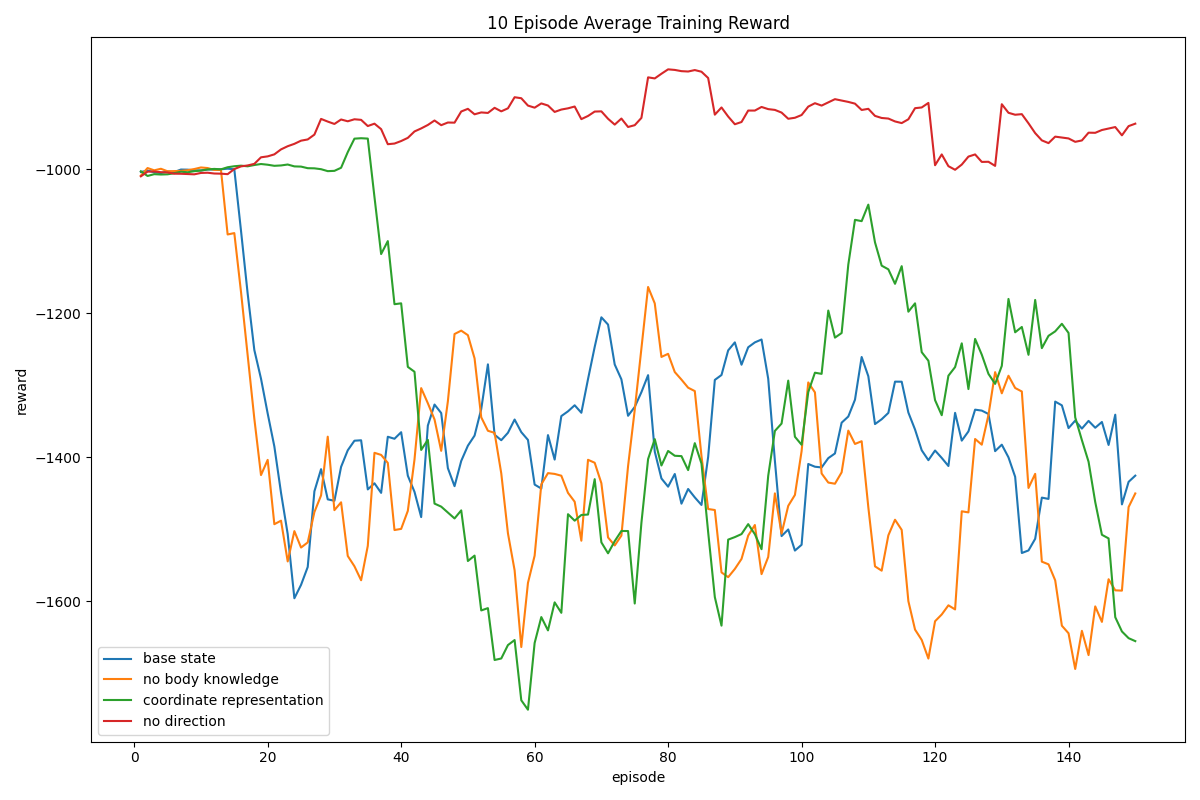 10 Episode Average Training Reward
reward
−1000
−1200
−1400
−1600
base state
no body knowledge
coordinate representation
no direction
0 20 40 60 80 100 120 140
episode